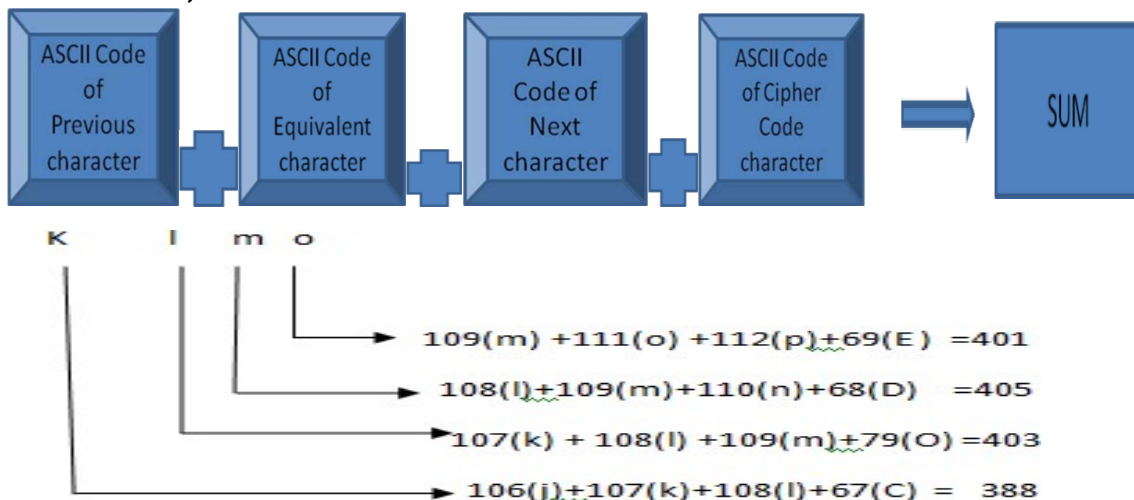 ASCII Code
of
Previous
character
ASCII Code
of
Equivalent
character
ASCII
Code of
Next
character
ASCII Code
of Cipher
Code
character
SUM
K l m o
109(m) +111(o) +112(p)+69(E) =401
108(l)+109(m)+110(n)+68(D) =405
107(k) + 108(l) +109(m)+79(O) =403
106(j)+107(k)+108(l)+67(C) = 388